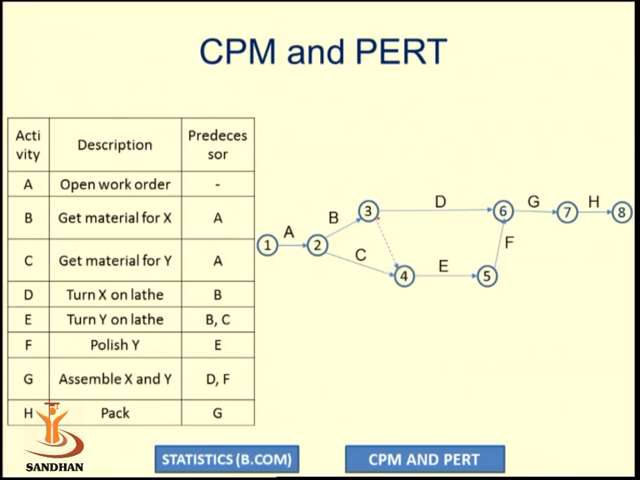 CPM and PERT
Acti
vity
Description
Predeces
sor
A Open work order -
B Get material for X A
C Get material for Y A
D Turn X on lathe B
E Turn Y on lathe B, C
F Polish Y E
G Assemble X and Y D, F
H Pack G
1 A 2 B 3 C 4 D E 5 F 6 G 7 H 8
SANDHAN
STATISTICS (B.COM)
CPM AND PERT